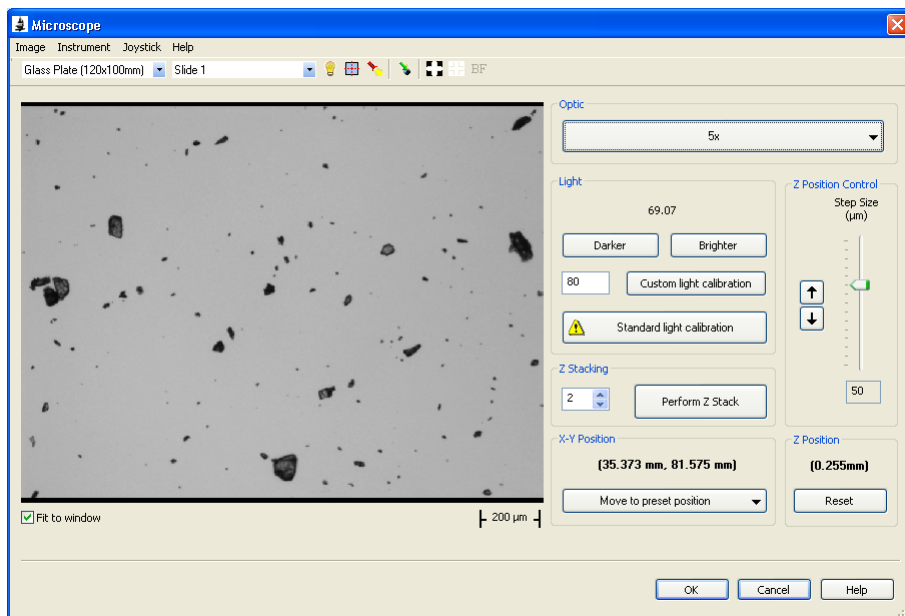 Microscope
Image Instrument Joystick Help
Glass Plate (120x100mm) Slide 1 BF
Optic
5x
Light
69.07
Darker Brighter
80 Custom light calibration
Standard light calibration
Z Position Control
Step Size
(µm)
50
Z Stacking
2 Perform Z Stack
X-Y Position
(35.373 mm, 81.575 mm)
Move to preset position
Z Position
(0.255mm)
Reset
Fit to window
200 µm
OK Cancel Help